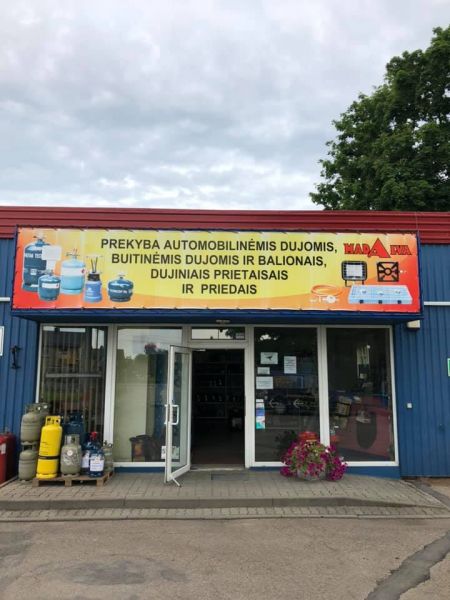 PREKYBA AUTOMOBILINĖMIS DUJOMIS,
BUITINĖMIS DUJOMIS IR BALIONAIS,
DUJINIAIS PRIETAISAIS
IR PRIEDAIS